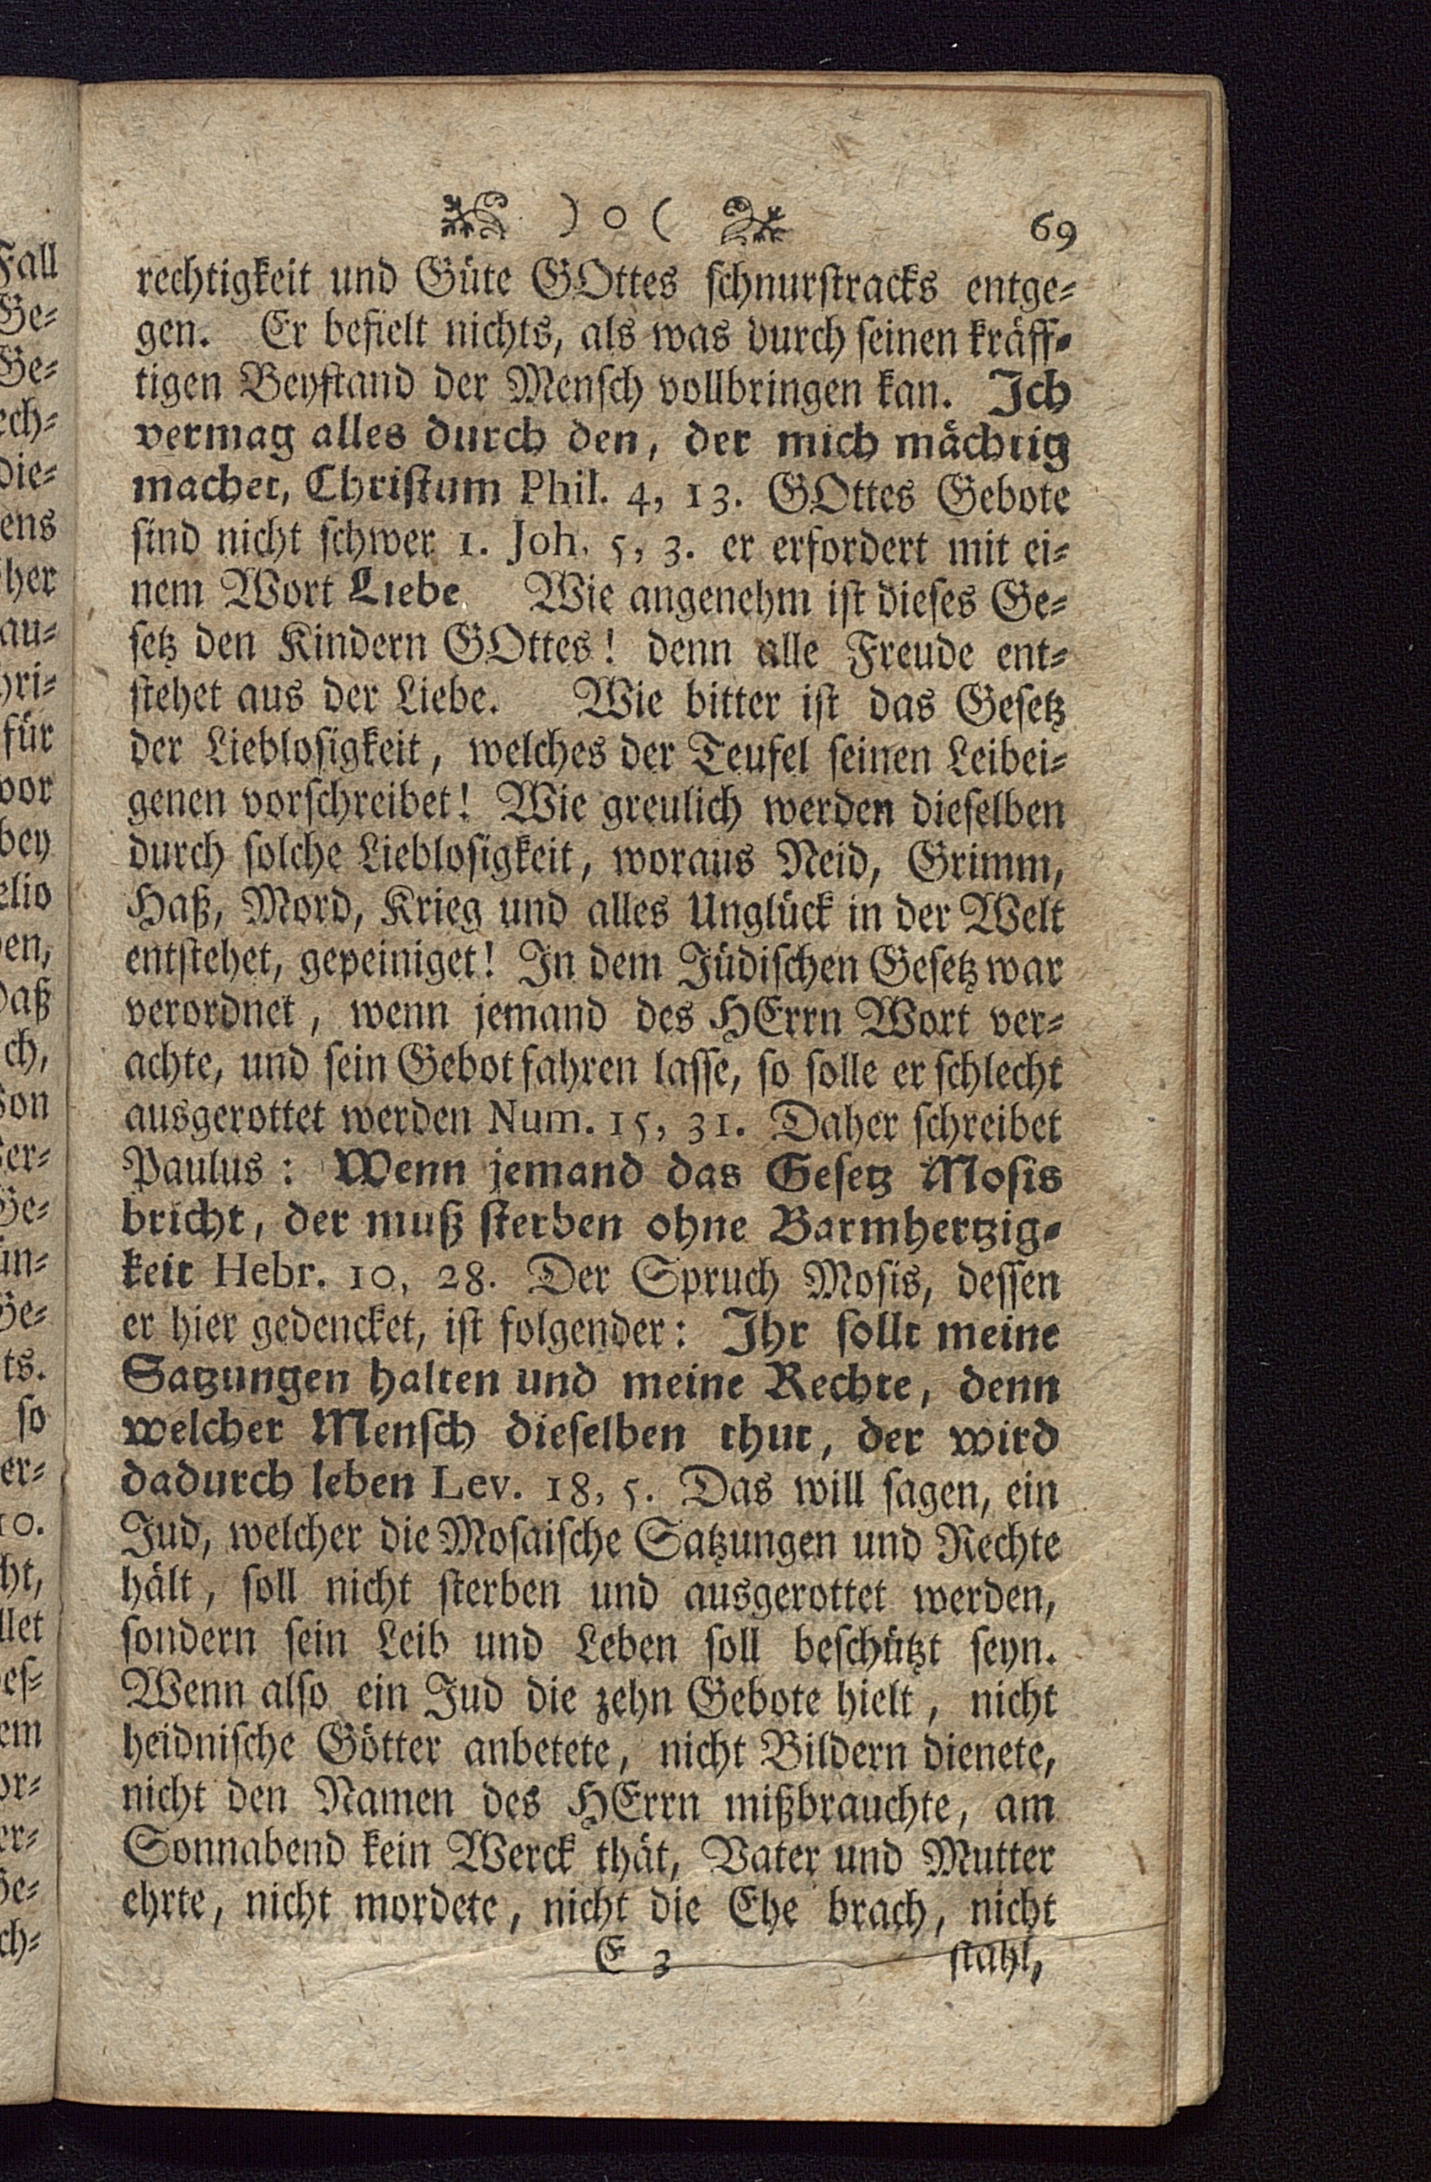 ) o ( 69
rechtigkeit und Güte GOttes schnurstracks entge-
gen. Er befielt nichts, als was durch seinen kräff-
tigen Beystand der Mensch vollbringen kan. Ich
vermag alles durch den, der mich mächtig
machet, Christum Phil. 4, 13. GOttes Gebote
sind nicht schwer 1. Joh. 5, 3. er erfordert mit ei-
nem Wort Liebe. Wie angenehm ist dieses Ge-
setz den Kindern GOttes! denn alle Freude ent-
stehet aus der Liebe. Wie bitter ist das Gesetz
der Lieblosigkeit, welches der Teufel seinen Leibei-
genen vorschreibet! Wie greulich werden dieselben
durch solche Lieblosigkeit, woraus Neid, Grimm,
Haß, Mord, Krieg und alles Unglück in der Welt
entstehet, gepeiniget! In dem Jüdischen Gesetz war
verordnet, wenn jemand des HErrn Wort ver-
achte, und sein Gebot fahren lasse, so solle er schlecht
ausgerottet werden Num. 15, 31. Daher schreibet
Paulus: Wenn jemand das Gesetz Mosis
bricht, der muß sterben ohne Barmhertzig-
keit Hebr. 10, 28. Der Spruch Mosis, dessen
er hier gedencket, ist folgender: Ihr sollt meine
Satzungen halten und meine Rechte, denn
welcher Mensch dieselben thut, der wird
dadurch leben Lev. 18, 5. Das will sagen, ein
Jud, welcher die Mosaische Satzungen und Rechte
hält, soll nicht sterben und ausgerottet werden,
sondern sein Leib und Leben soll beschützt seyn.
Wenn also ein Jud die zehn Gebote hielt, nicht
heidnische Götter anbetete, nicht Bildern dienete,
nicht den Namen des HErrn mißbrauchte, am
Sonnabend kein Werck thät, Vater und Mutter
ehrte, nicht mordete, nicht die Ehe brach, nicht
E 3 stahl,